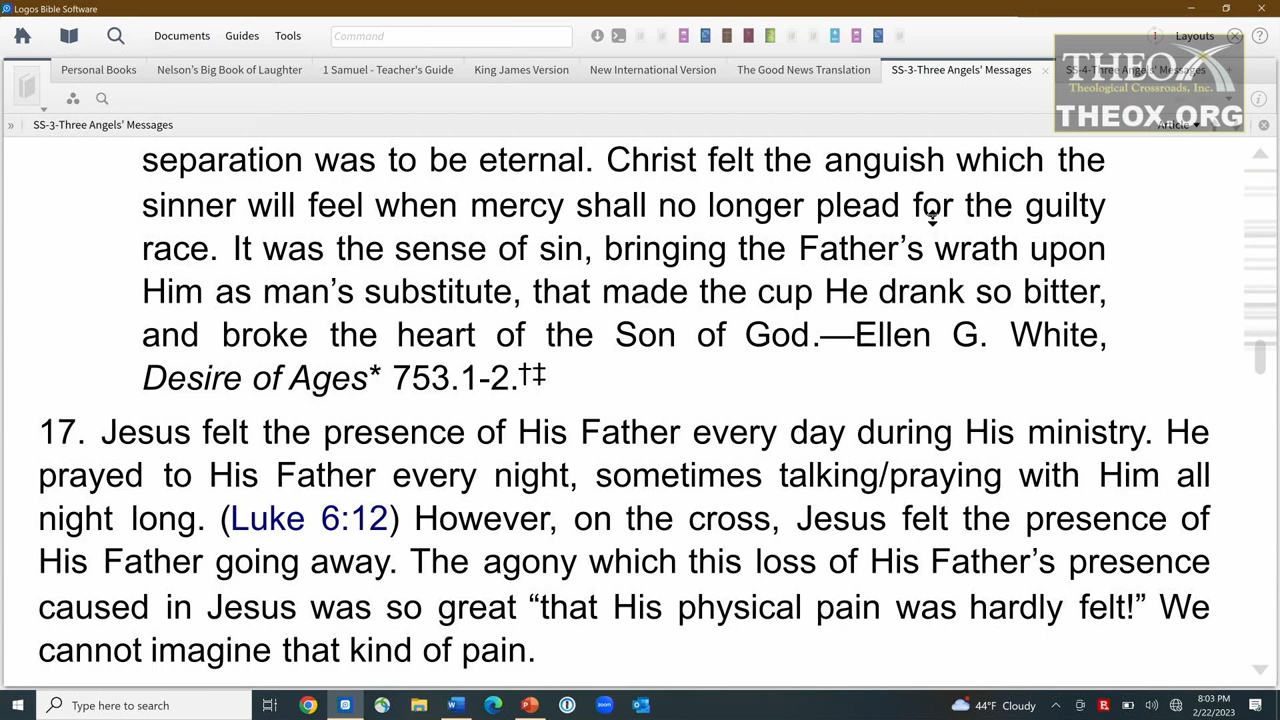 Logos Bible Software
Documents Guides Tools Command Layouts
Personal Books Nelson's Big Book of Laughter 1 Samuel King James Version New International Version The Good News Translation SS-3-Three Angels' Messages SS-4-Three Angels' Messages
THEOX
Theological Crossroads, Inc.
THEOX.ORG
SS-3-Three Angels' Messages Article
separation was to be eternal. Christ felt the anguish which the
sinner will feel when mercy shall no longer plead for the guilty
race. It was the sense of sin, bringing the Father’s wrath upon
Him as man’s substitute, that made the cup He drank so bitter,
and broke the heart of the Son of God.—Ellen G. White,
Desire of Ages* 753.1-2.†‡
17. Jesus felt the presence of His Father every day during His ministry. He
prayed to His Father every night, sometimes talking/praying with Him all
night long. (Luke 6:12) However, on the cross, Jesus felt the presence of
His Father going away. The agony which this loss of His Father’s presence
caused in Jesus was so great “that His physical pain was hardly felt!” We
cannot imagine that kind of pain.
Type here to search
zoom
44°F Cloudy
8:03 PM
2/22/2023